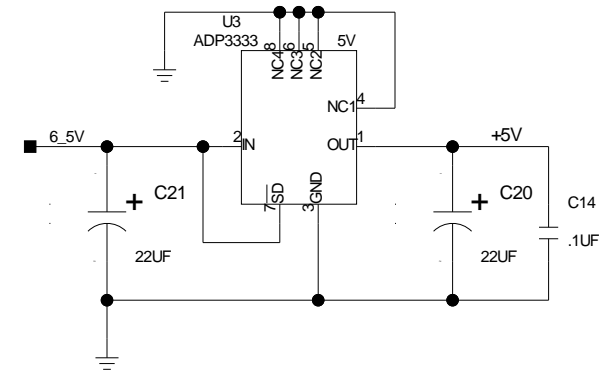 U3
ADP3333
5V
8
6
5
NC4
NC3
NC2
NC1
4
6_5V
2
IN
OUT
1
+5V
SD
GND
7
3
+
C21
22UF
+
C20
22UF
C14
.1UF